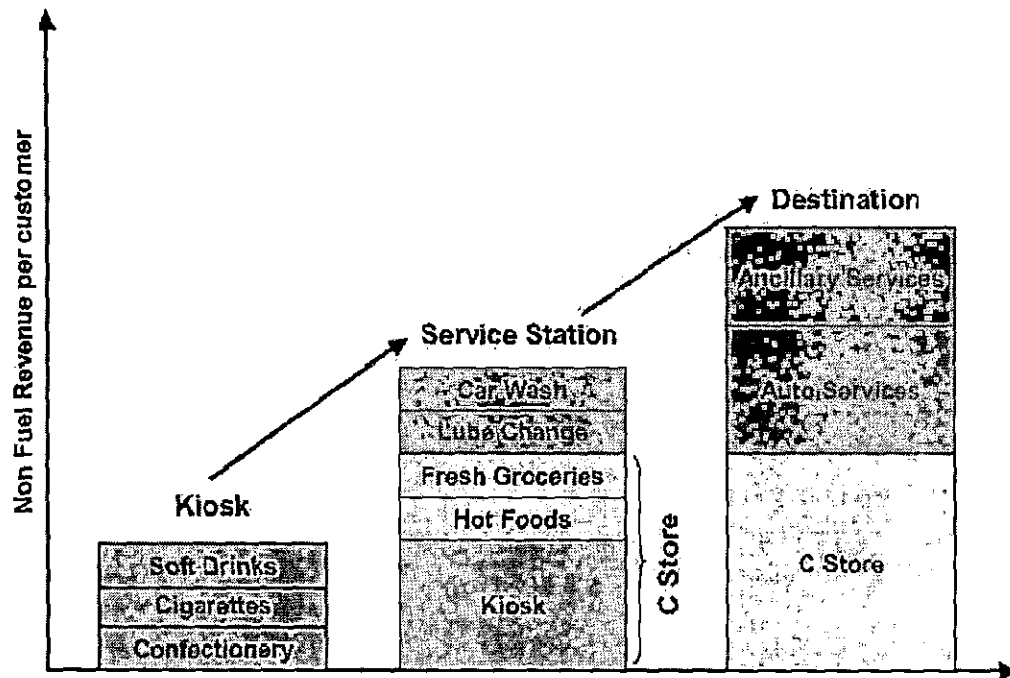 Non Fuel Revenue per customer
Kiosk
Soft Drinks
Cigarettes
Confectionery
Service Station
Car Wash
Lube Change
Fresh Groceries
Hot Foods
Kiosk
C Store
Destination
Ancillary Services
Auto Services
C Store